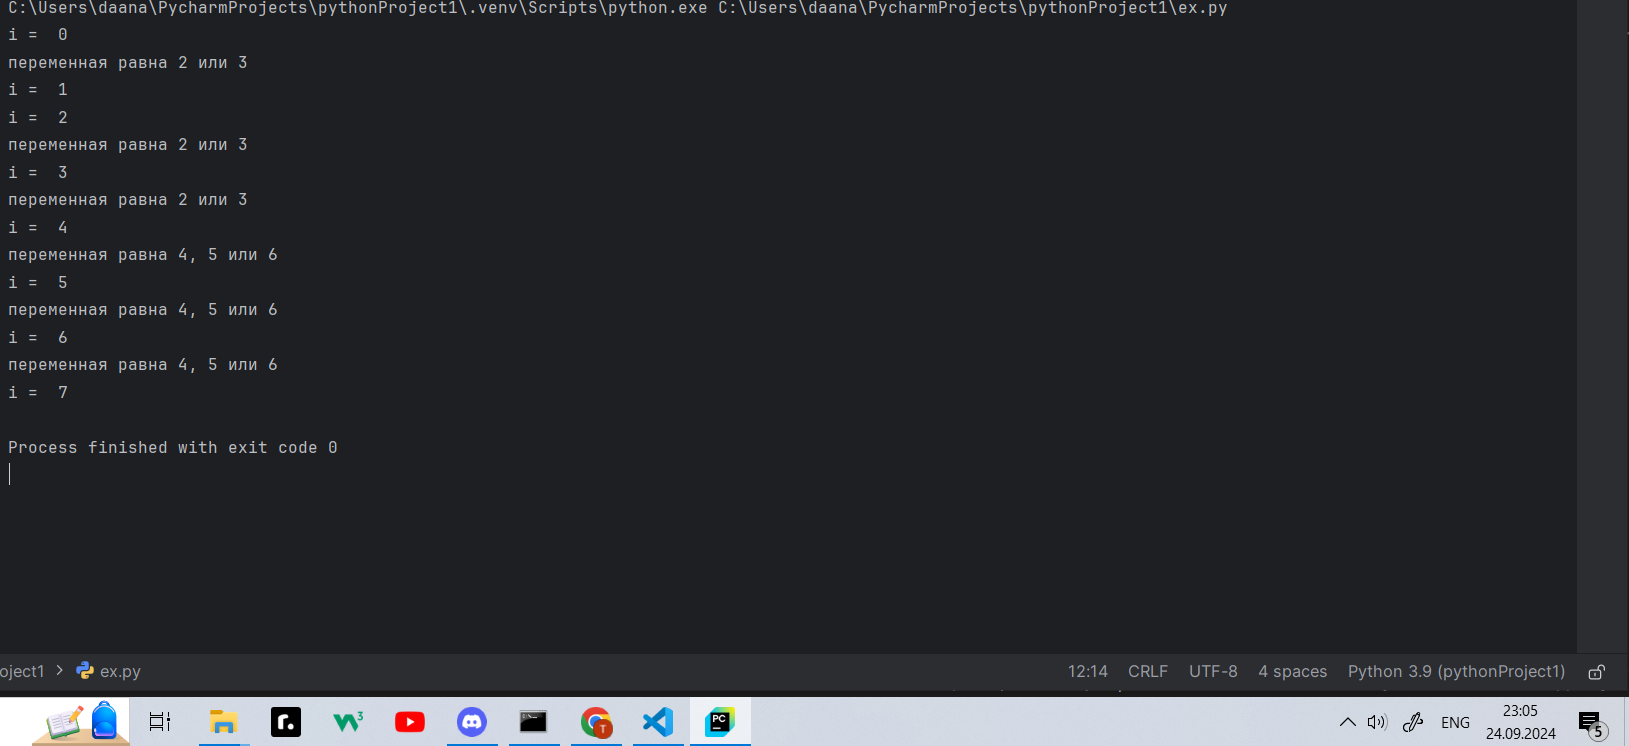 C:\Users\daana\PycharmProjects\pythonProject1\.venv\Scripts\python.exe C:\Users\daana\PycharmProjects\pythonProject1\ex.py
i =  0
переменная равна 2 или 3
i =  1
i =  2
переменная равна 2 или 3
i =  3
переменная равна 2 или 3
i =  4
переменная равна 4, 5 или 6
i =  5
переменная равна 4, 5 или 6
i =  6
переменная равна 4, 5 или 6
i =  7
Process finished with exit code 0
oject1 > ex.py 12:14 CRLF UTF-8 4 spaces Python 3.9 (pythonProject1)
ENG
23:05
24.09.2024
5
r.
W3
T
PC